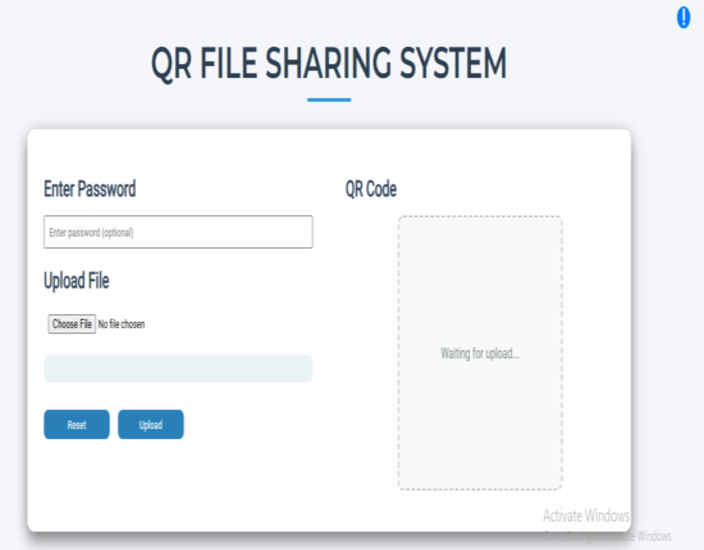 !
QR FILE SHARING SYSTEM
Enter Password
Enter password (optional)
Upload File
Choose File No file chosen
Reset Upload
QR Code
Waiting for upload...
Activate Windows
Windows.